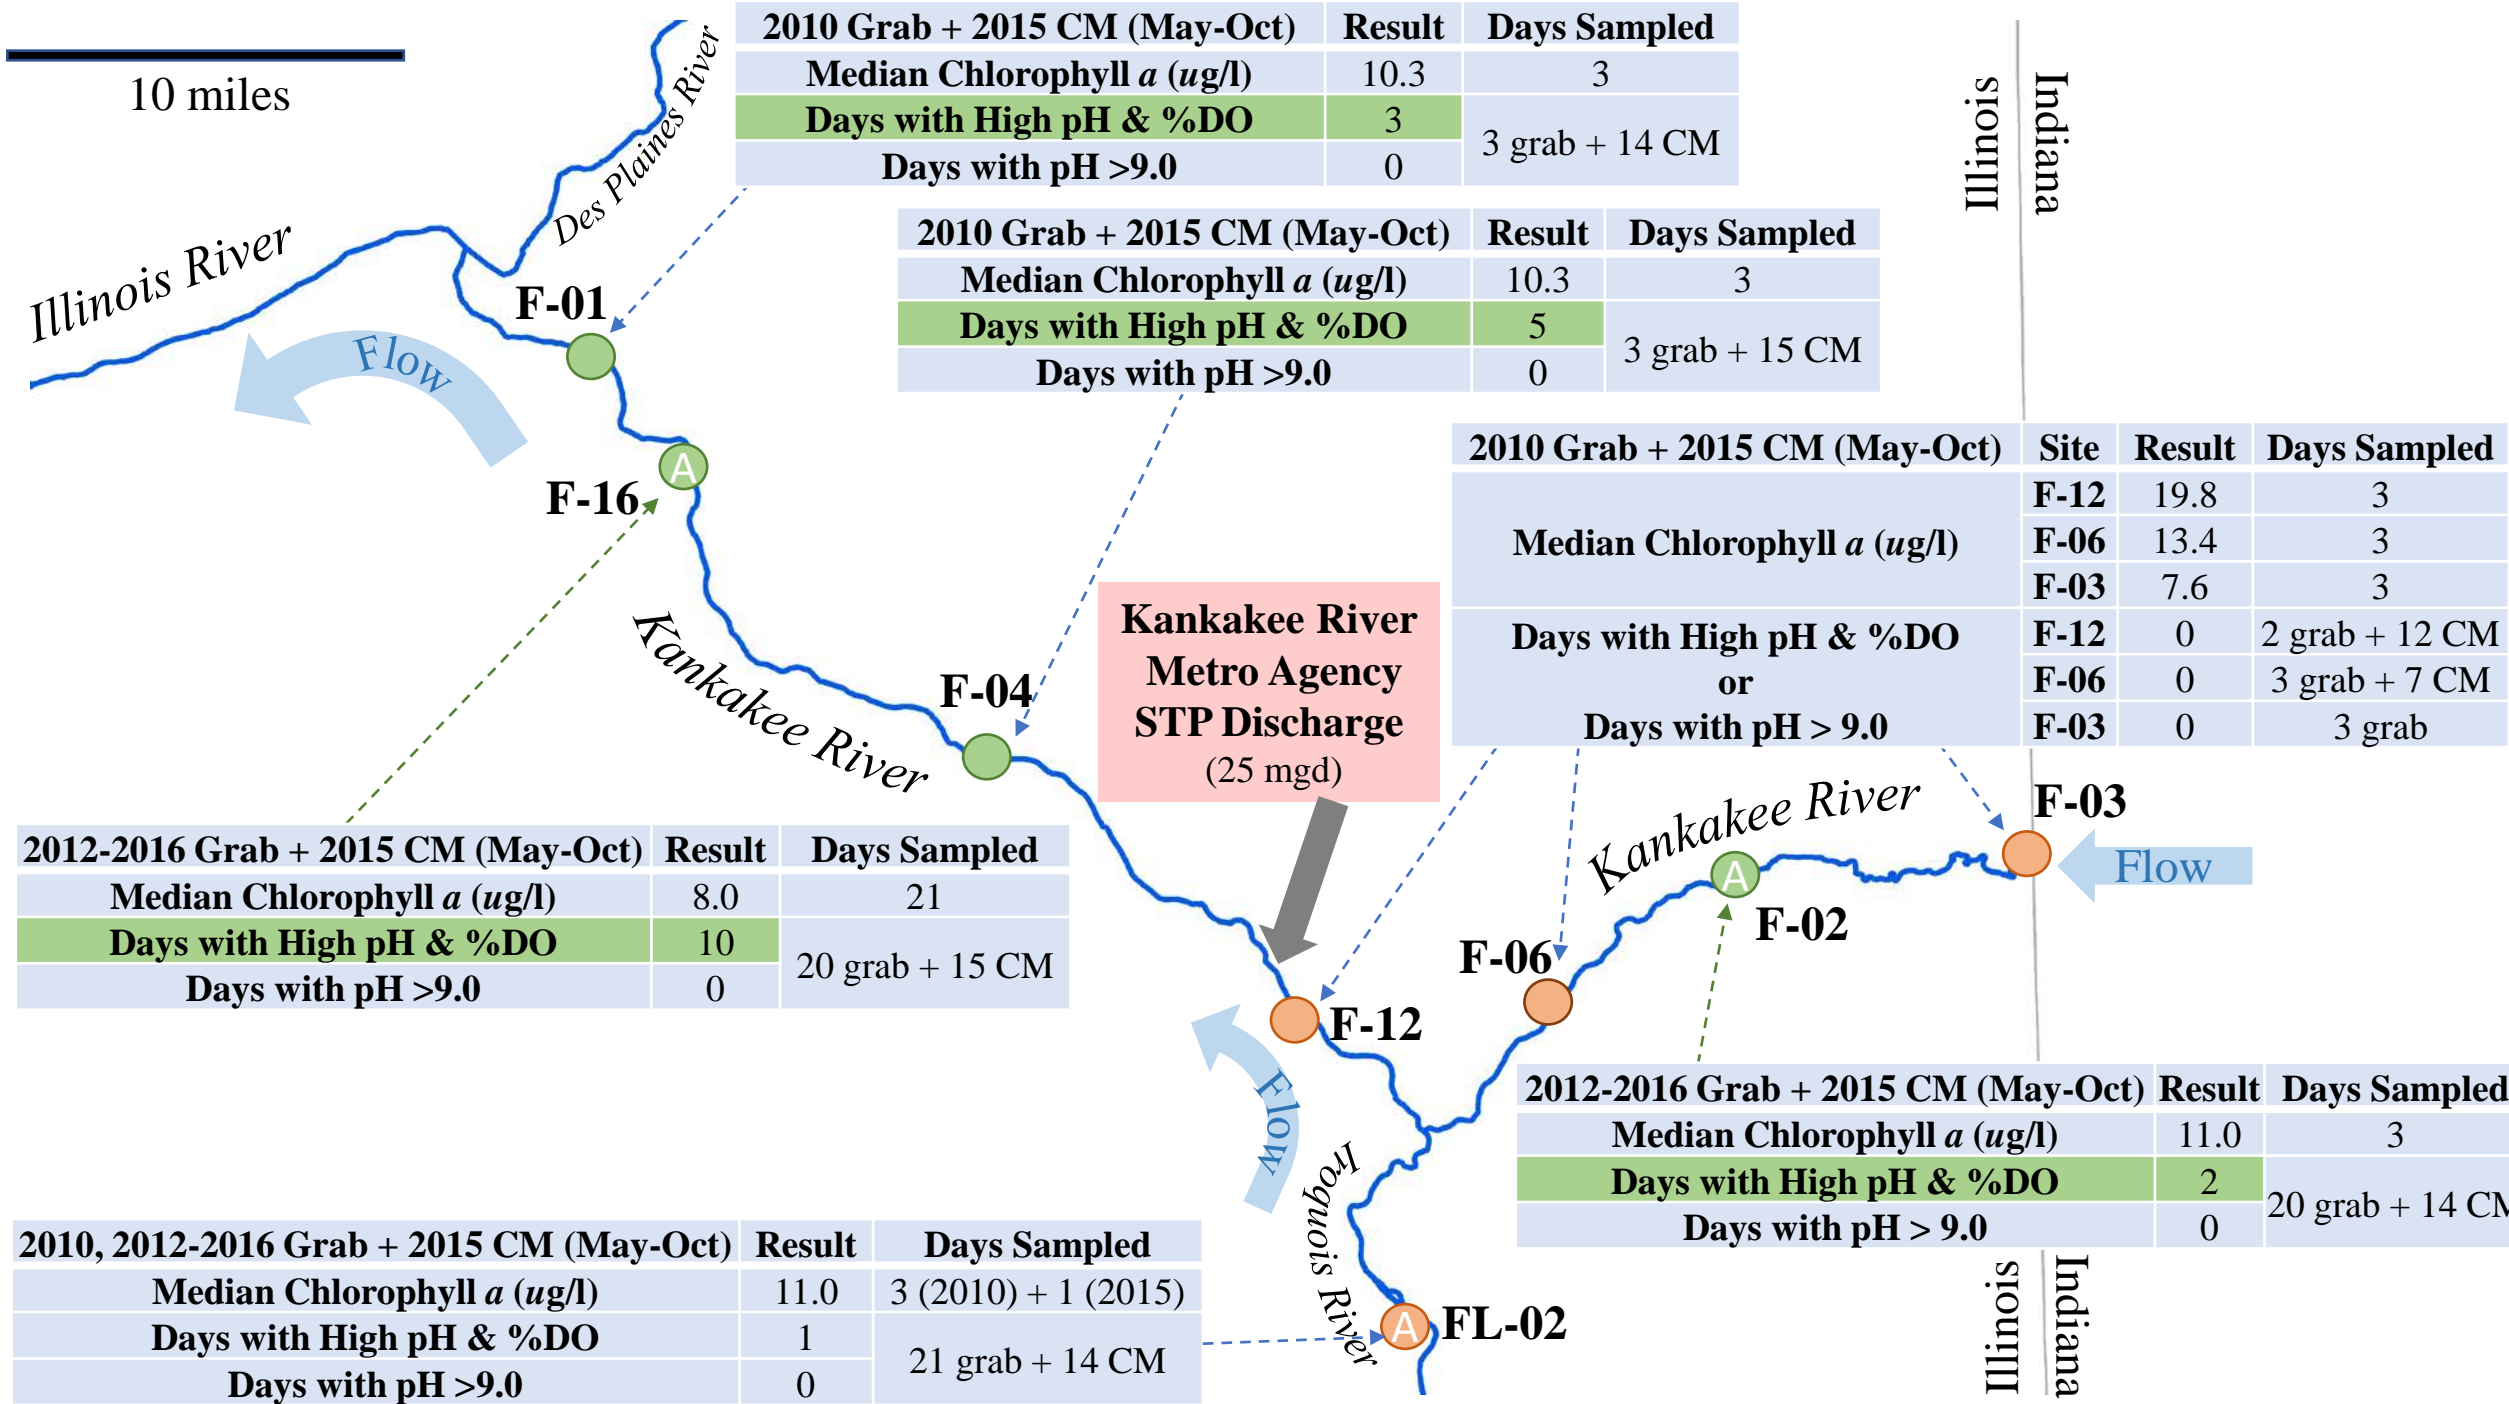 10 miles
2010 Grab + 2015 CM (May-Oct) Result Days Sampled
Median Chlorophyll a (ug/l) 10.3 3
Days with High pH & %DO 3
3 grab + 14 CM
Days with pH >9.0 0
Des Plaines River
Illinois
Indiana
Illinois River
F-01
Flow
2010 Grab + 2015 CM (May-Oct) Result Days Sampled
Median Chlorophyll a (ug/l) 10.3 3
Days with High pH & %DO 5
3 grab + 15 CM
Days with pH >9.0 0
A
F-16
2010 Grab + 2015 CM (May-Oct) Site Result Days Sampled
Median Chlorophyll a (ug/l)
F-12 19.8 3
F-06 13.4 3
F-03 7.6 3
Days with High pH & %DO
or
Days with pH > 9.0
F-12 0 2 grab + 12 CM
F-06 0 3 grab + 7 CM
F-03 0 3 grab
Kankakee River
Metro Agency
STP Discharge
(25 mgd)
Kankakee River
F-04
Kankakee River
F-03
Flow
A
F-02
F-06
F-12
2012-2016 Grab + 2015 CM (May-Oct) Result Days Sampled
Median Chlorophyll a (ug/l) 8.0 21
Days with High pH & %DO 10
20 grab + 15 CM
Days with pH >9.0 0
Flow
Iroquois River
2012-2016 Grab + 2015 CM (May-Oct) Result Days Sampled
Median Chlorophyll a (ug/l) 11.0 3
Days with High pH & %DO 2
20 grab + 14 CM
Days with pH > 9.0 0
2010, 2012-2016 Grab + 2015 CM (May-Oct) Result Days Sampled
Median Chlorophyll a (ug/l) 11.0 3 (2010) + 1 (2015)
Days with High pH & %DO 1
21 grab + 14 CM
Days with pH >9.0 0
A
FL-02
Illinois
Indiana